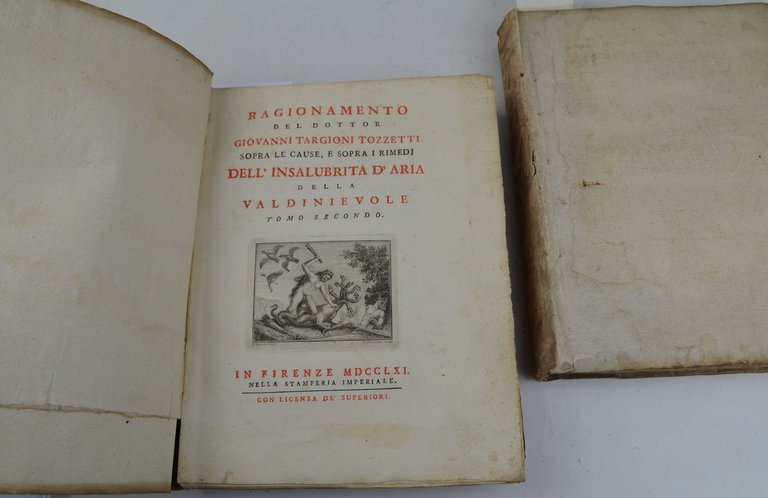 RAGIONAMENTO
DEL DOTTOR
GIOVANNI TARGIONI TOZZETTI
SOPRA LE CAUSE, E SOPRA I RIMEDJ
DELL' INSALUBRITA D' ARIA
DELLA
VALDINIEVOLE
TOMO SECONDO.
IN FIRENZE MDCCLXI.
NELLA STAMPERIA IMPERIALE.
CON LICENZA DE' SUPERIORI.